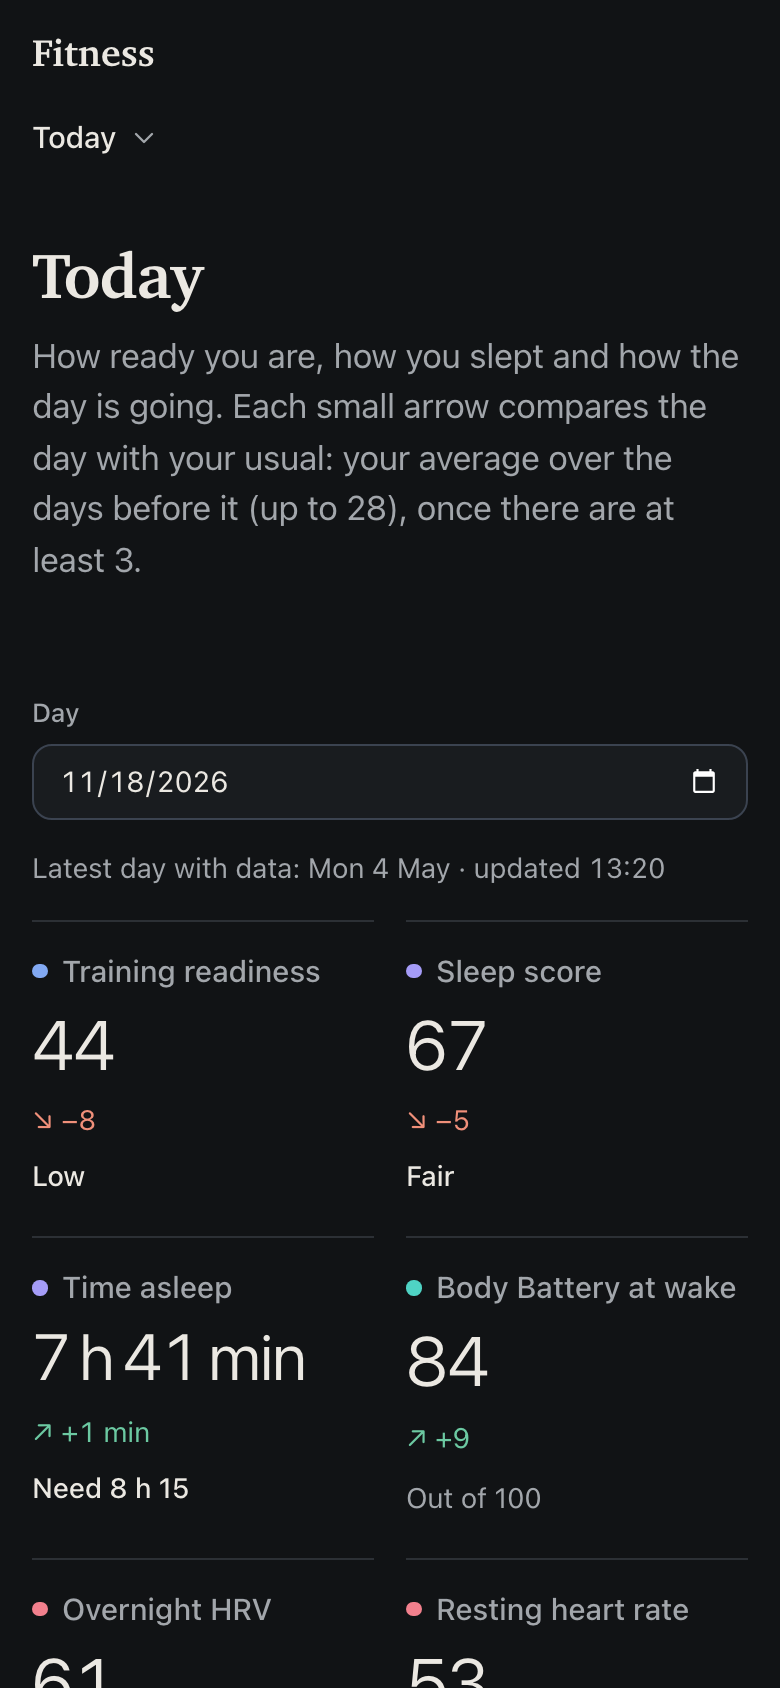 Fitness
Today
Today
How ready you are, how you slept and how the
day is going. Each small arrow compares the
day with your usual: your average over the
days before it (up to 28), once there are at
least 3.
Day
11/18/2026
Latest day with data: Mon 4 May · updated 13:20
Training readiness
44
↘ −8
Low
Sleep score
67
↘ −5
Fair
Time asleep
7 h 41 min
↗ +1 min
Need 8 h 15
Body Battery at wake
84
↗ +9
Out of 100
Overnight HRV
61
Resting heart rate
53